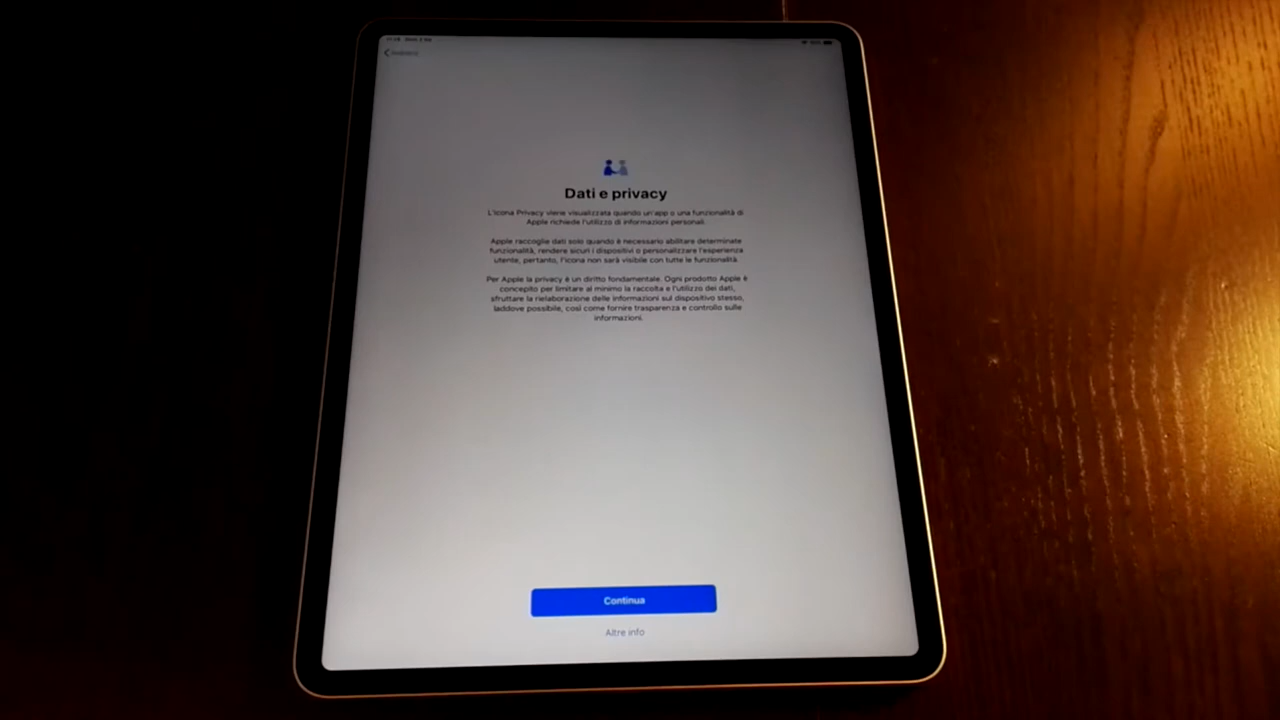 Dati e privacy
L'icona Privacy viene visualizzata quando un'app o una funzionalità di
Apple richiede l'utilizzo di informazioni personali.
Apple raccoglie dati solo quando è necessario abilitare determinate
funzionalità, rendere sicuri i dispositivi o personalizzare l'esperienza
utente, pertanto, l'icona non sarà visibile con tutte le funzionalità.
Per Apple la privacy è un diritto fondamentale. Ogni prodotto Apple è
concepito per limitare al minimo la raccolta e l'utilizzo dei dati,
sfruttare la rielaborazione delle informazioni sul dispositivo stesso,
laddove possibile, così come fornire trasparenza e controllo sulle
informazioni.
Continua
Altre info